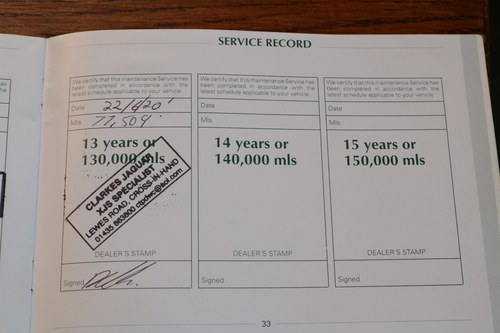 SERVICE RECORD
We certify that this maintenance Service has
been completed in accordance with the
latest schedule applicable to your vehicle.
Date 22/6/20
Mls 77,509
13 years or
130,000 mls
CLARKES JAGUAR
XJS SPECIALIST
LEWES ROAD, CROSS-IN-HAND
DEALER'S STAMP
Signed
We certify that this maintenance Service has
been completed in accordance with the
latest schedule applicable to your vehicle.
Date
Mls
14 years or
140,000 mls
DEALER'S STAMP
Signed
We certify that this maintenance Service has
been completed in accordance with the
latest schedule applicable to your vehicle.
Date
Mls
15 years or
150,000 mls
DEALER'S STAMP
Signed
33